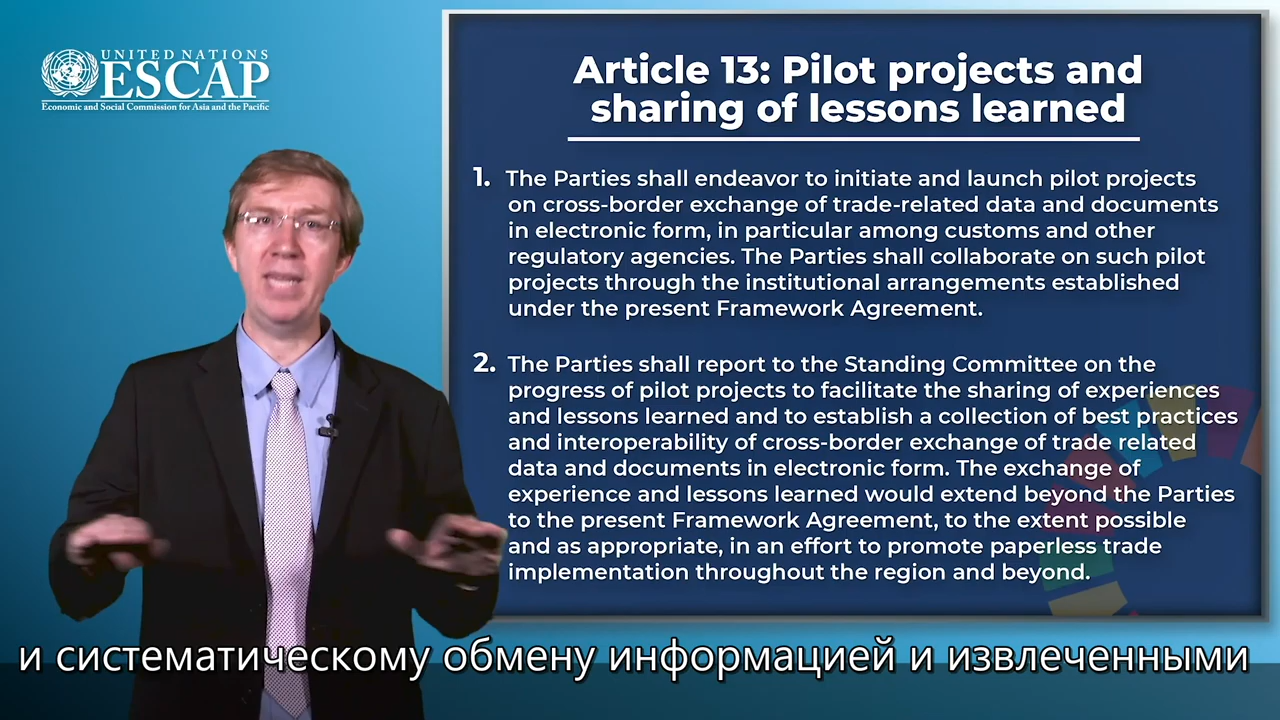 UNITED NATIONS
ESCAP
Economic and Social Commission for Asia and the Pacific
Article 13: Pilot projects and
sharing of lessons learned
1. The Parties shall endeavor to initiate and launch pilot projects
on cross-border exchange of trade-related data and documents
in electronic form, in particular among customs and other
regulatory agencies. The Parties shall collaborate on such pilot
projects through the institutional arrangements established
under the present Framework Agreement.
2. The Parties shall report to the Standing Committee on the
progress of pilot projects to facilitate the sharing of experiences
and lessons learned and to establish a collection of best practices
and interoperability of cross-border exchange of trade related
data and documents in electronic form. The exchange of
experience and lessons learned would extend beyond the Parties
to the present Framework Agreement, to the extent possible
and as appropriate, in an effort to promote paperless trade
implementation throughout the region and beyond.
и систематическому обмену информацией и извлеченными